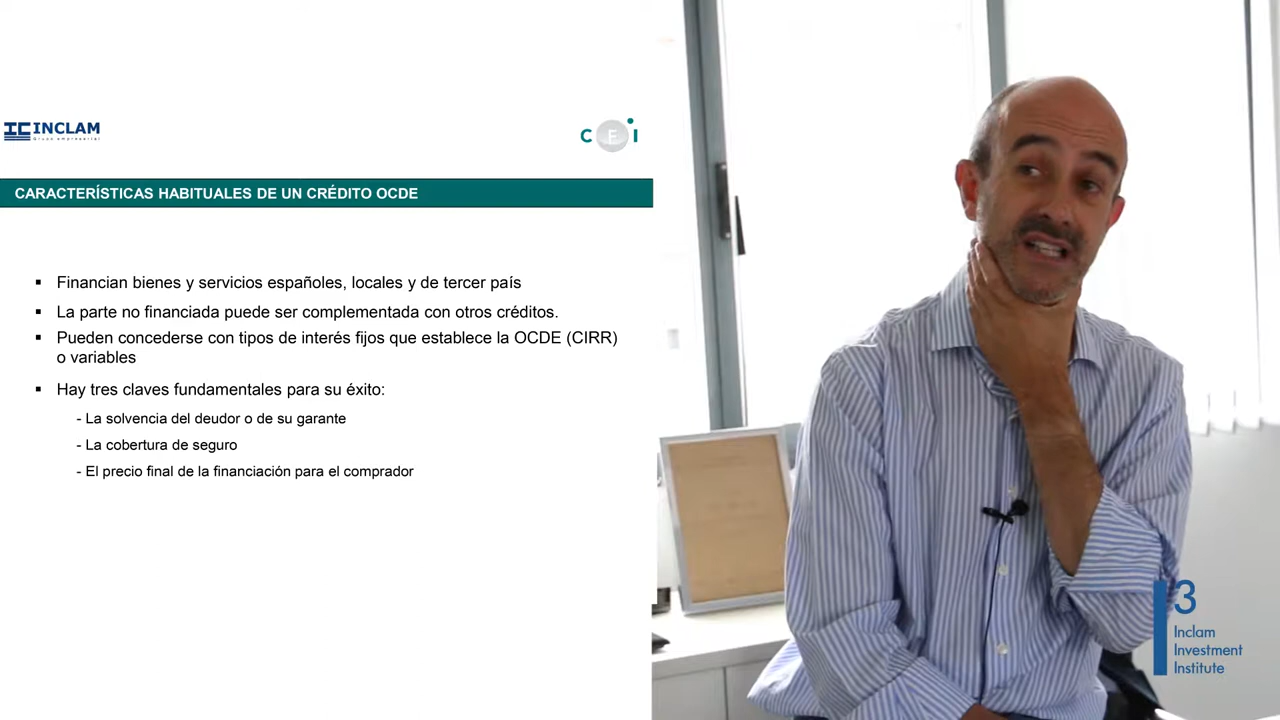 INCLAM
Grupo empresarial
CEi
CARACTERÍSTICAS HABITUALES DE UN CRÉDITO OCDE
▪ Financian bienes y servicios españoles, locales y de tercer país
▪ La parte no financiada puede ser complementada con otros créditos.
▪ Pueden concederse con tipos de interés fijos que establece la OCDE (CIRR)
o variables
▪ Hay tres claves fundamentales para su éxito:
- La solvencia del deudor o de su garante
- La cobertura de seguro
- El precio final de la financiación para el comprador
3
Inclam
Investment
Institute